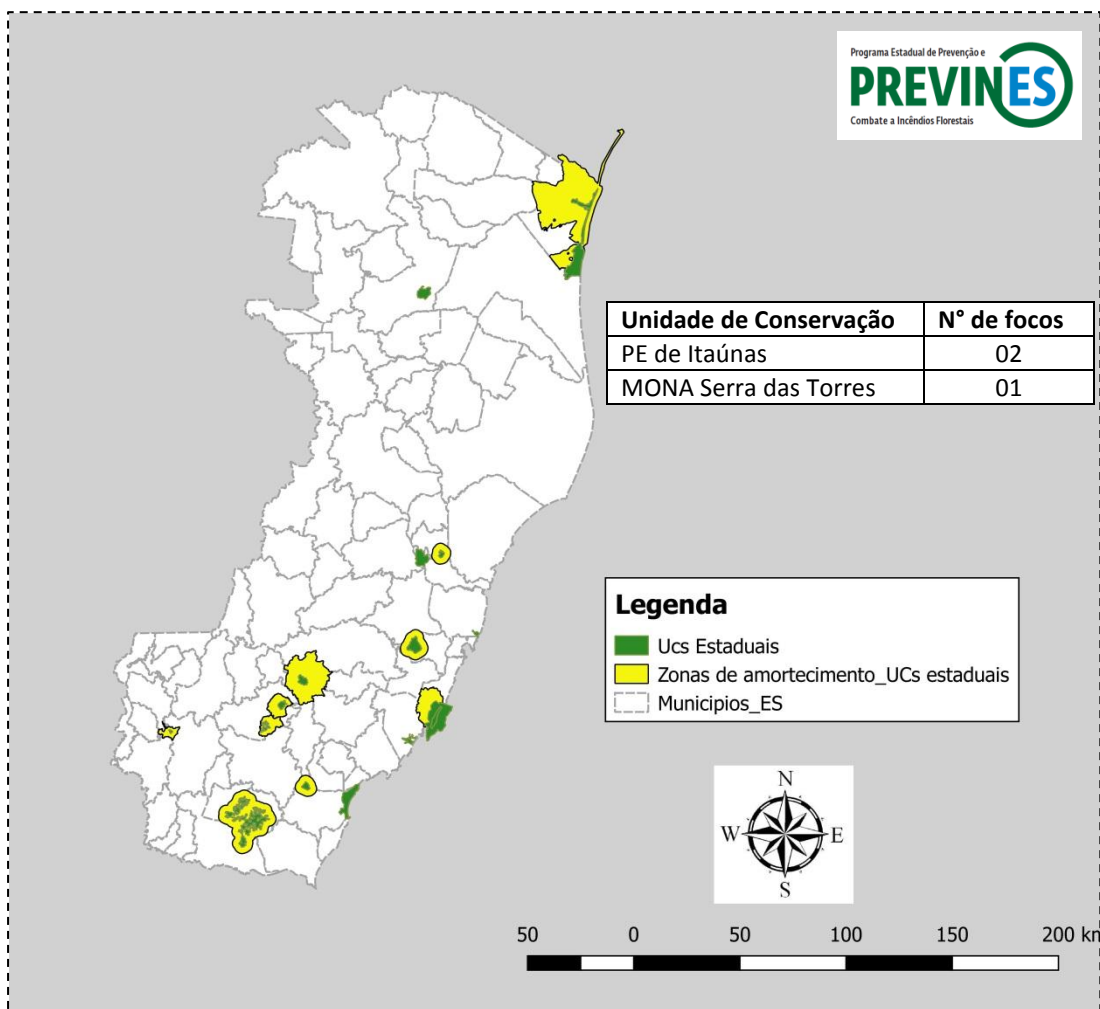 Programa Estadual de Prevenção e
PREVINES
Combate a Incêndios Florestais
Unidade de Conservação N° de focos
PE de Itaúnas 02
MONA Serra das Torres 01
Legenda
Ucs Estaduais
Zonas de amortecimento_UCs estaduais
Municipios_ES
N
W E
S
50 0 50 100 150 200 km